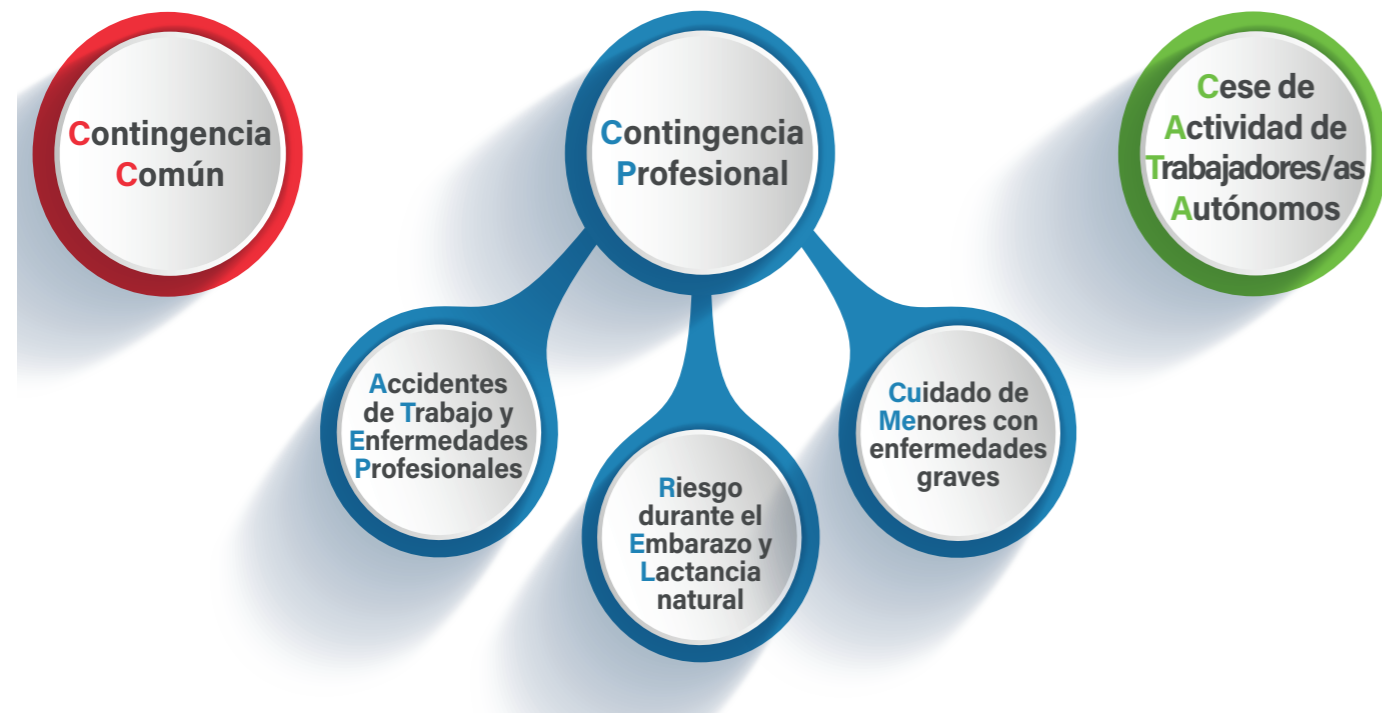 Contingencia
Común
Contingencia
Profesional
Cese de
Actividad de
Trabajadores/as
Autónomos
Accidentes
de Trabajo y
Enfermedades
Profesionales
Riesgo
durante el
Embarazo y
Lactancia
natural
Cuidado de
Menores con
enfermedades
graves